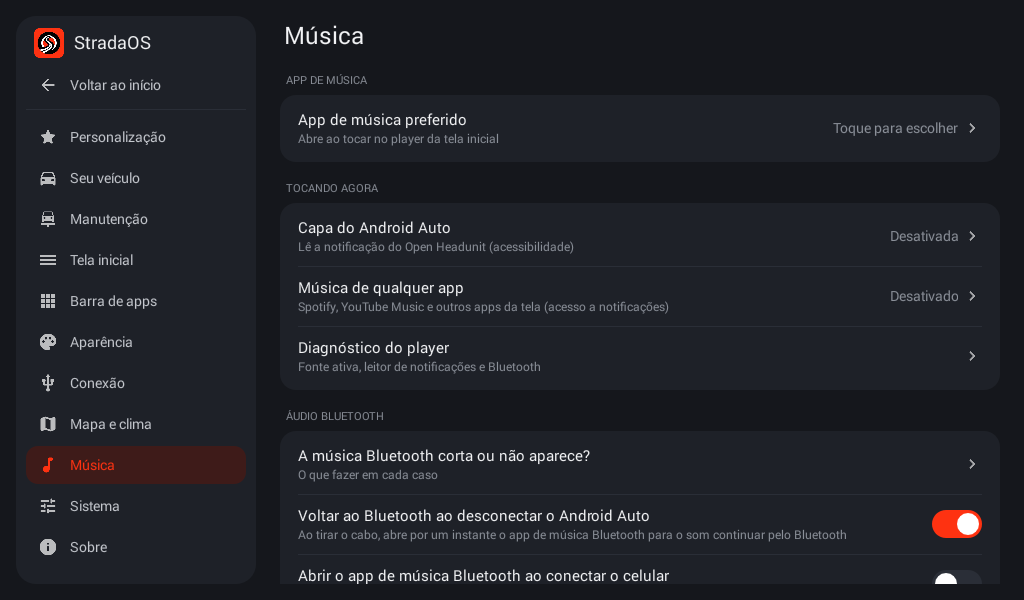 StradaOS
Voltar ao início
Personalização
Seu veículo
Manutenção
Tela inicial
Barra de apps
Aparência
Conexão
Mapa e clima
Música
Sistema
Sobre
Música
APP DE MÚSICA
App de música preferido
Abre ao tocar no player da tela inicial
Toque para escolher
TOCANDO AGORA
Capa do Android Auto
Lê a notificação do Open Headunit (acessibilidade)
Desativada
Música de qualquer app
Spotify, YouTube Music e outros apps da tela (acesso a notificações)
Desativado
Diagnóstico do player
Fonte ativa, leitor de notificações e Bluetooth
ÁUDIO BLUETOOTH
A música Bluetooth corta ou não aparece?
O que fazer em cada caso
Voltar ao Bluetooth ao desconectar o Android Auto
Ao tirar o cabo, abre por um instante o app de música Bluetooth para o som continuar pelo Bluetooth
Abrir o app de música Bluetooth ao conectar o celular